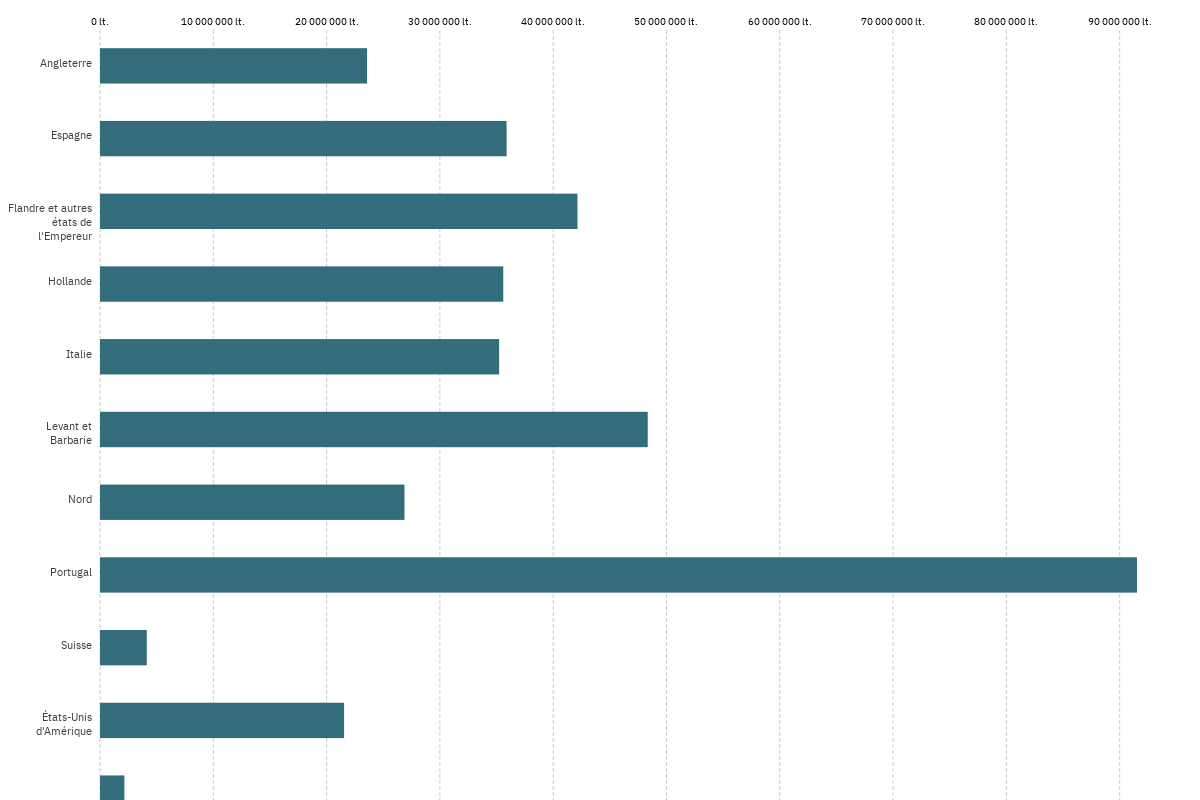 0 lt.
10 000 000 lt.
20 000 000 lt.
30 000 000 lt.
40 000 000 lt.
50 000 000 lt.
60 000 000 lt.
70 000 000 lt.
80 000 000 lt.
90 000 000 lt.
Angleterre
Espagne
Flandre et autres
états de
l'Empereur
Hollande
Italie
Levant et
Barbarie
Nord
Portugal
Suisse
États-Unis
d'Amérique